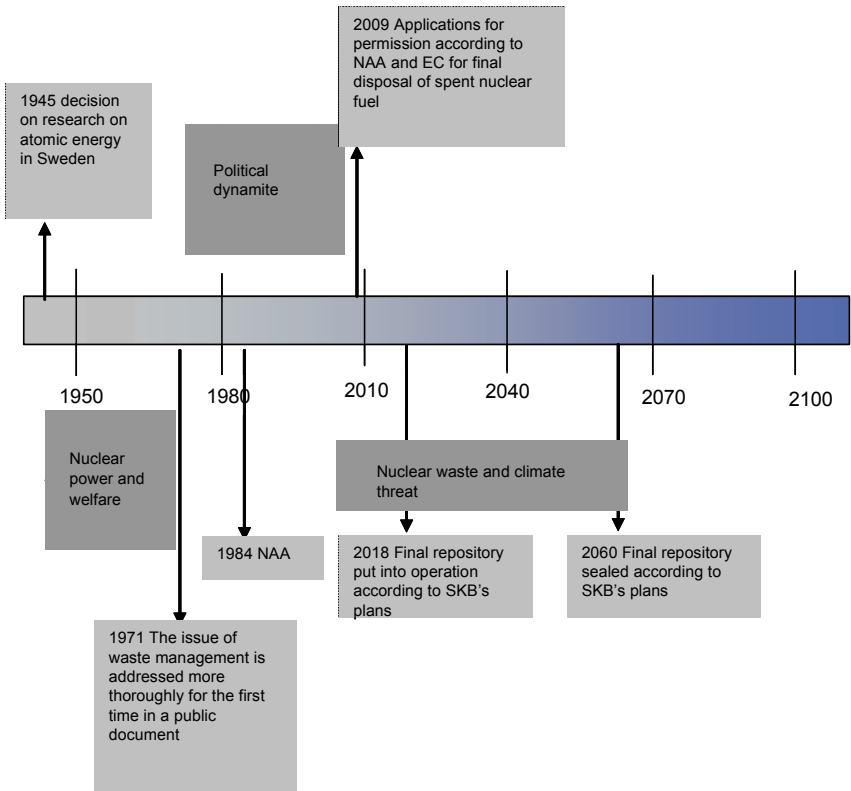 2009 Applications for
permission according to
NAA and EC for final
disposal of spent nuclear
fuel
1945 decision
on research on
atomic energy
in Sweden
Political
dynamite
1950
1980
2010
2040
2070
2100
Nuclear
power and
welfare
Nuclear waste and climate
threat
1984 NAA
2018 Final repository
put into operation
according to SKB's
plans
2060 Final repository
sealed according to
SKB's plans
1971 The issue of
waste management is
addressed more
thoroughly for the first
time in a public
document